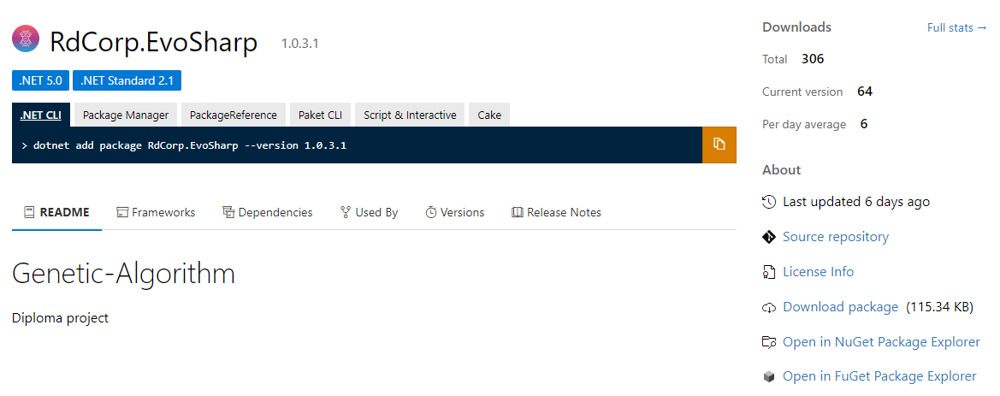 RdCorp.EvoSharp 1.0.3.1
.NET 5.0 .NET Standard 2.1
.NET CLI Package Manager PackageReference Paket CLI Script & Interactive Cake
> dotnet add package RdCorp.EvoSharp --version 1.0.3.1
README Frameworks Dependencies Used By Versions Release Notes
Genetic-Algorithm
Diploma project
Downloads Full stats →
Total 306
Current version 64
Per day average 6
About
Last updated 6 days ago
Source repository
License Info
Download package (115.34 KB)
Open in NuGet Package Explorer
Open in FuGet Package Explorer